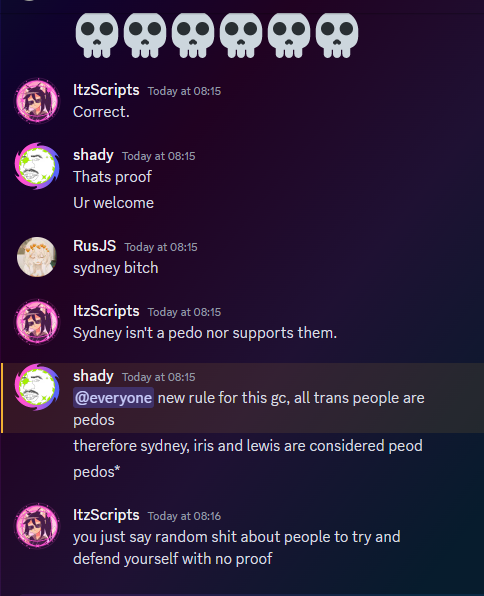 ItzScripts Today at 08:15
Correct.
shady Today at 08:15
Thats proof
Ur welcome
RusJS Today at 08:15
sydney bitch
ItzScripts Today at 08:15
Sydney isn't a pedo nor supports them.
shady Today at 08:15
@everyone new rule for this gc, all trans people are
pedos
therefore sydney, iris and lewis are considered peod
pedos*
ItzScripts Today at 08:16
you just say random shit about people to try and
defend yourself with no proof